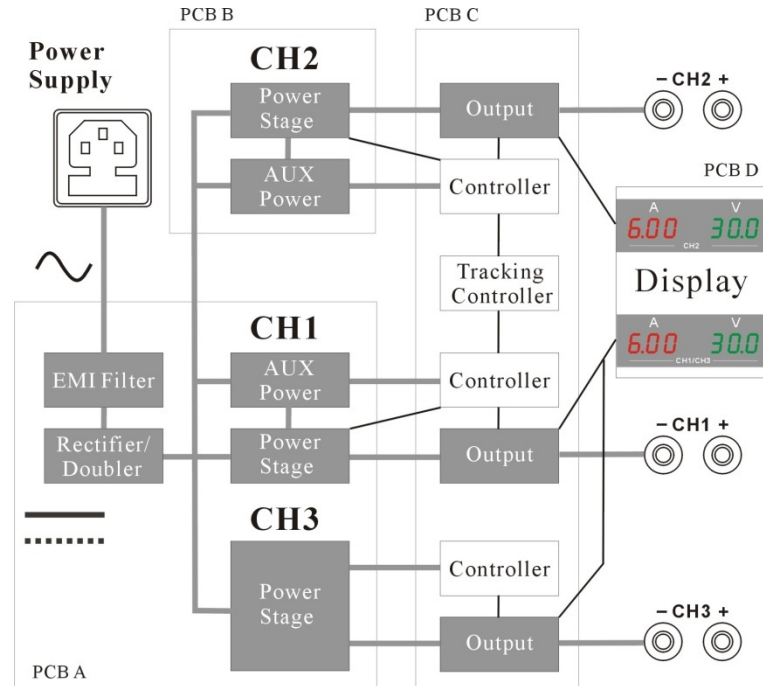 PCB B
PCB C
Power
Supply
CH2
Power
Stage
Output
− CH2 +
AUX
Power
Controller
PCB D
A V
6.00 30.0
CH2
Display
A V
6.00 30.0
CH1/CH3
Tracking
Controller
CH1
AUX
Power
Controller
EMI Filter
Rectifier/
Doubler
Power
Stage
Output
− CH1 +
CH3
Power
Stage
Controller
Output
− CH3 +
PCB A